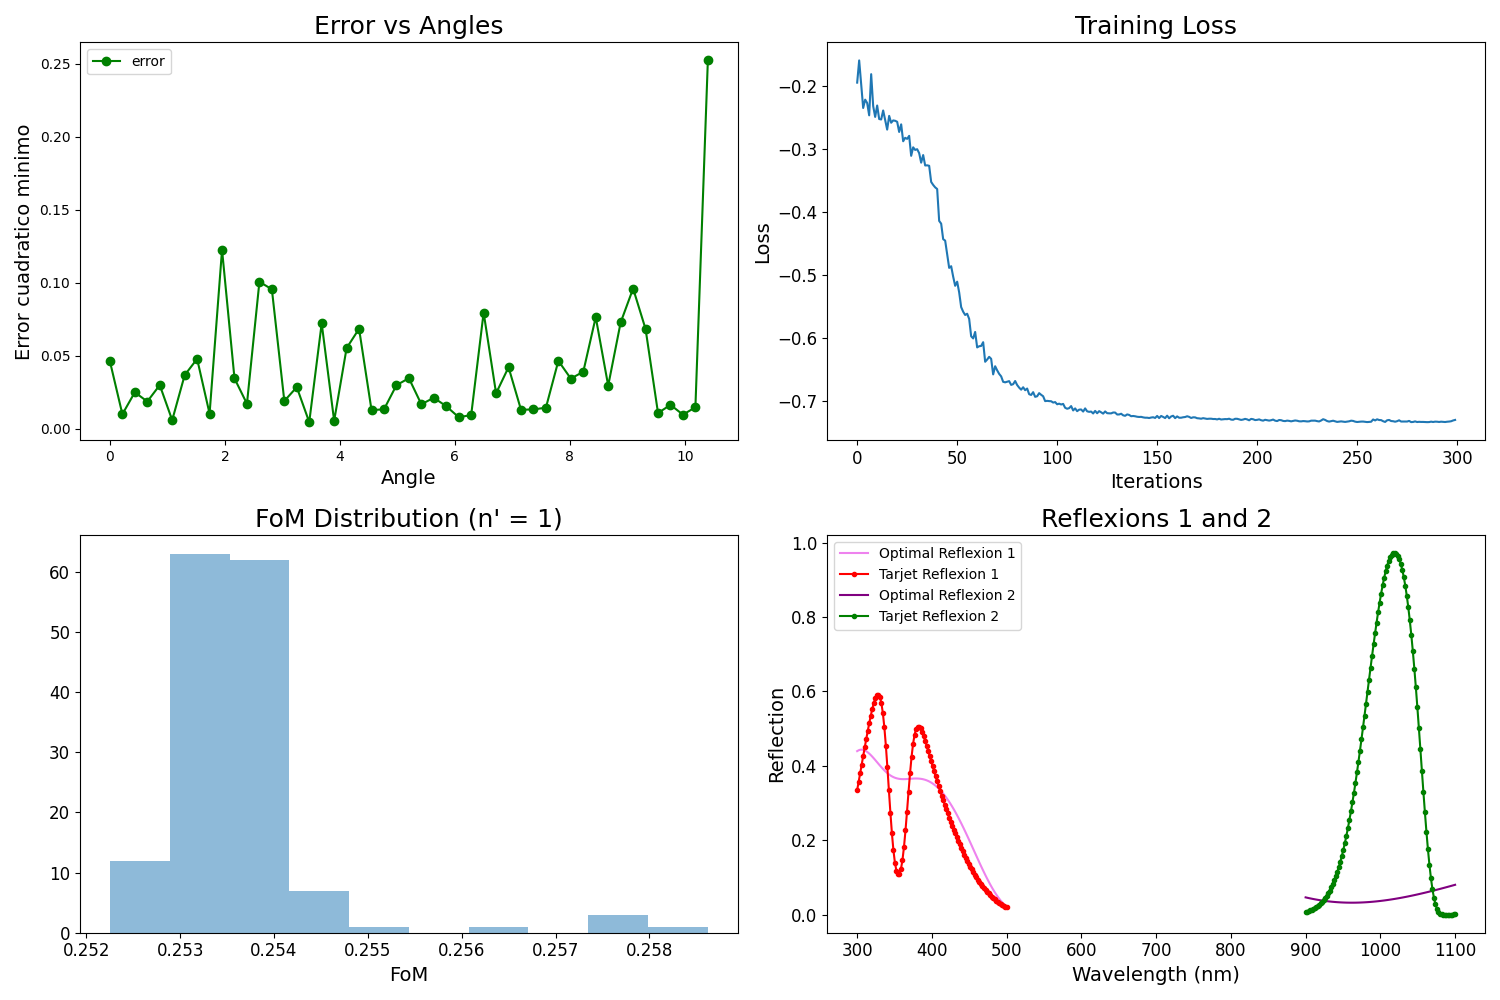 Error vs Angles
error
0.25
0.20
0.15
0.10
0.05
0.00
Error cuadratico minimo
0 2 4 6 8 10
Angle
Training Loss
−0.2
−0.3
−0.4
−0.5
−0.6
−0.7
Loss
0 50 100 150 200 250 300
Iterations
FoM Distribution (n' = 1)
60
50
40
30
20
10
0
0.252 0.253 0.254 0.255 0.256 0.257 0.258
FoM
Reflexions 1 and 2
Optimal Reflexion 1
Tarjet Reflexion 1
Optimal Reflexion 2
Tarjet Reflexion 2
1.0
0.8
0.6
0.4
0.2
0.0
Reflection
300 400 500 600 700 800 900 1000 1100
Wavelength (nm)